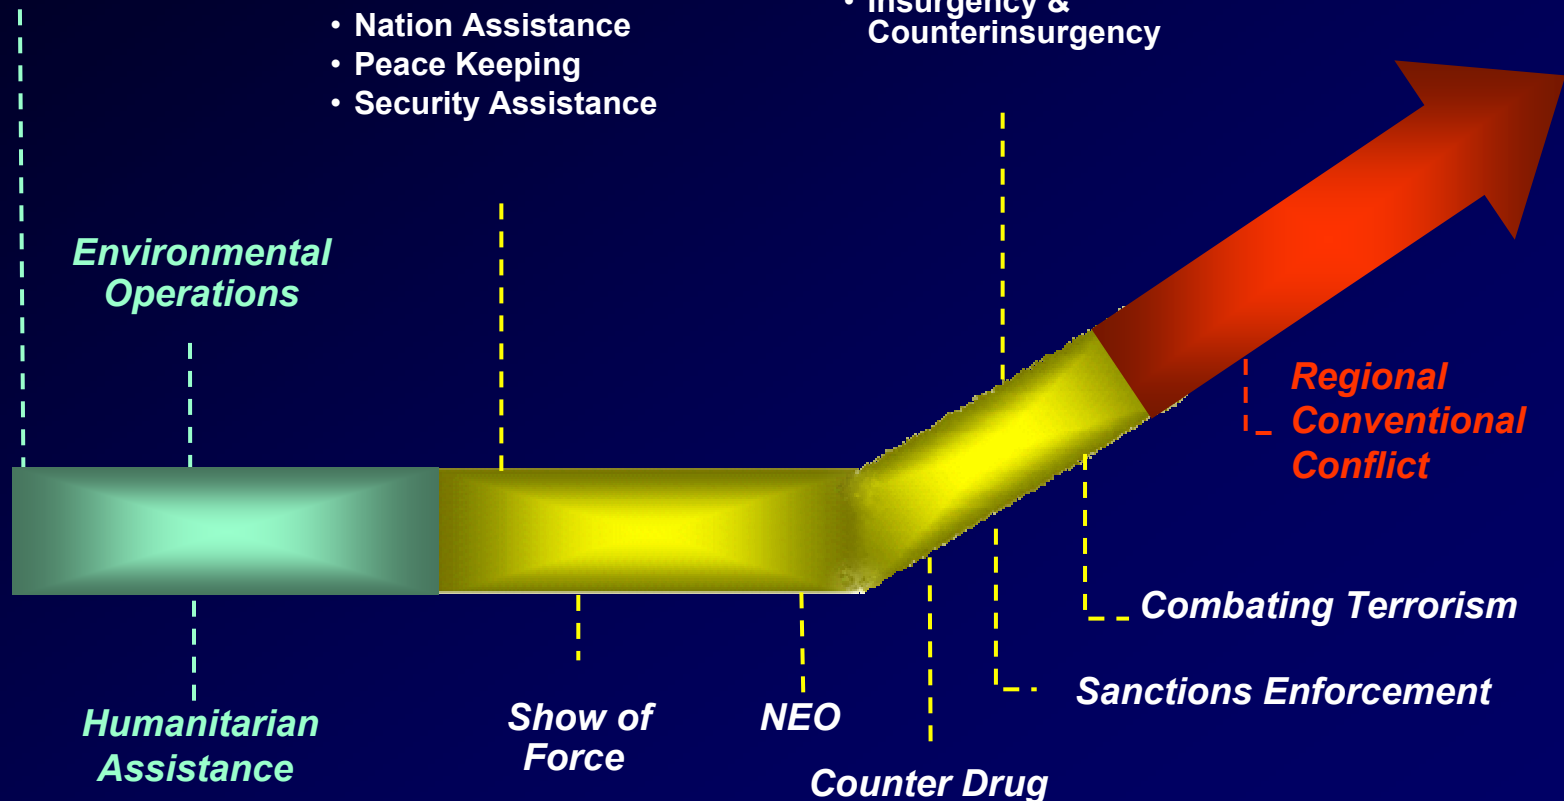 • Insurgency &
Counterinsurgency
• Nation Assistance
• Peace Keeping
• Security Assistance
Environmental
Operations
Regional
Conventional
Conflict
Combating Terrorism
Sanctions Enforcement
Humanitarian
Assistance
Show of
Force
NEO
Counter Drug